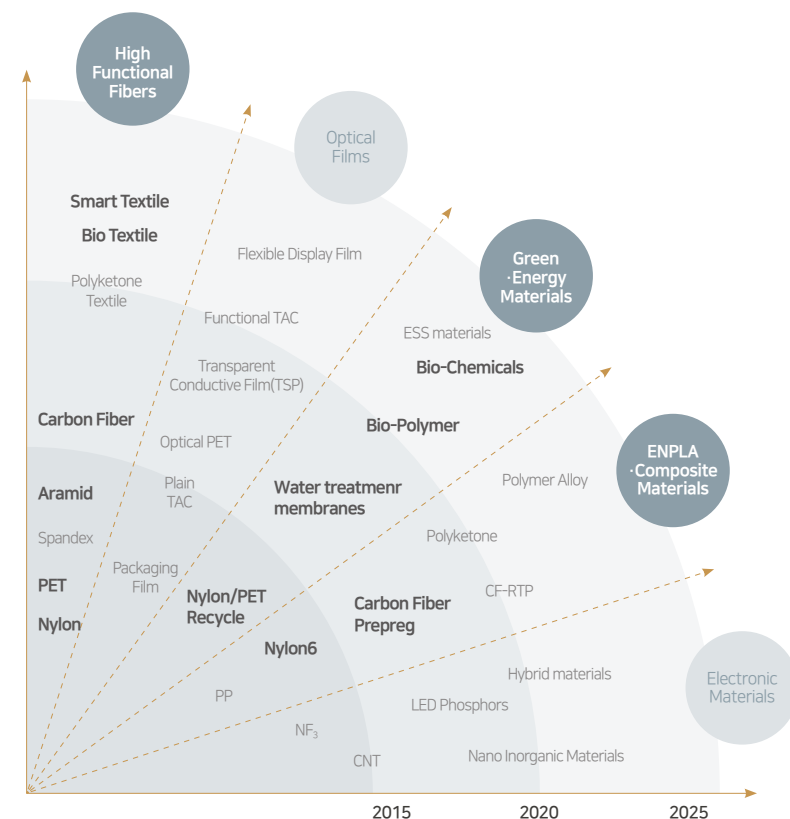 High
Functional
Fibers
Optical
Films
Smart Textile
Bio Textile
Flexible Display Film
Green
·Energy
Materials
Polyketone
Textile
Functional TAC
ESS materials
Transparent
Conductive Film(TSP)
Bio-Chemicals
Carbon Fiber
Bio-Polymer
Optical PET
ENPLA
·Composite
Materials
Aramid
Plain
TAC
Water treatmenr
membranes
Polymer Alloy
Spandex
Polyketone
Packaging
Film
PET
Nylon/PET
Recycle
Carbon Fiber
Prepreg
CF-RTP
Nylon
Nylon6
Hybrid materials
Electronic
Materials
PP
LED Phosphors
NF₃
CNT
Nano Inorganic Materials
2015
2020
2025